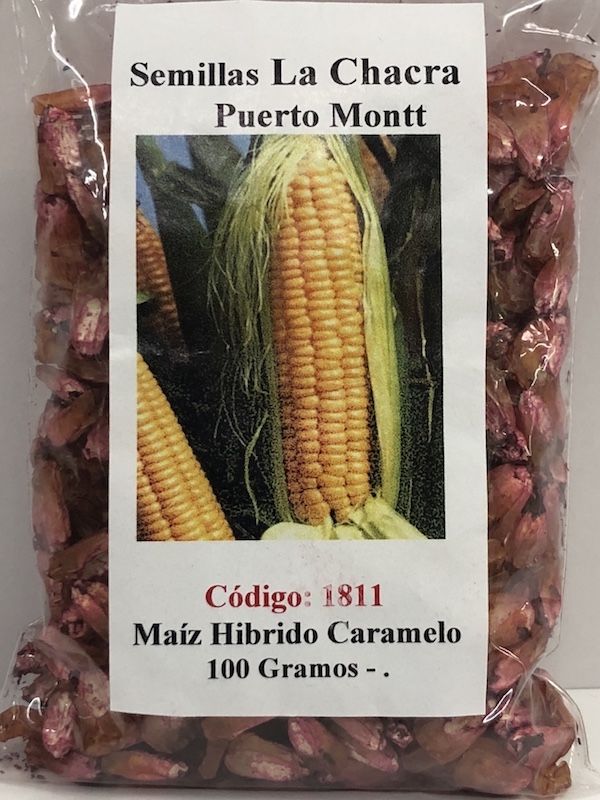 Semillas La Chacra
Puerto Montt
Código: 1811
Maíz Hibrido Caramelo
100 Gramos - .